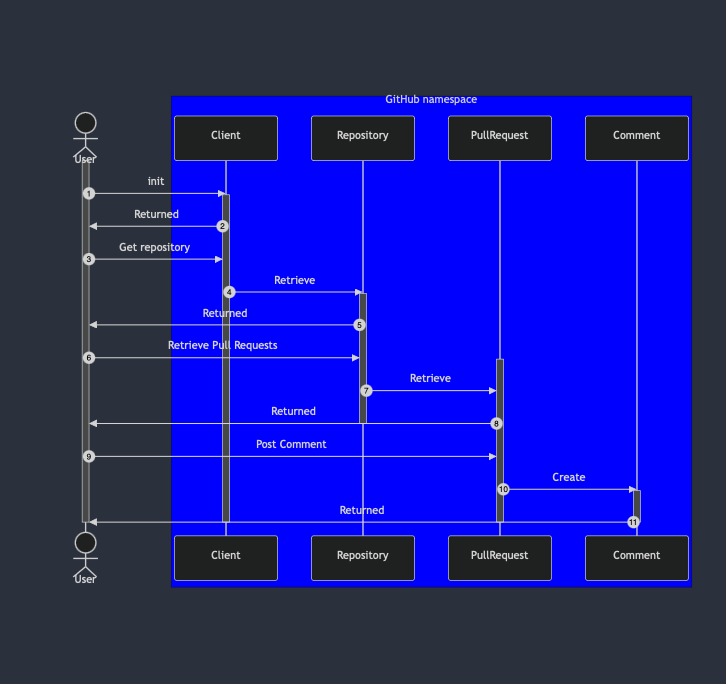 GitHub namespace
User
Client
Repository
PullRequest
Comment
init
1
Returned
2
Get repository
3
Retrieve
4
Returned
5
Retrieve Pull Requests
6
Retrieve
7
Returned
8
Post Comment
9
Create
10
Returned
11
User
Client
Repository
PullRequest
Comment